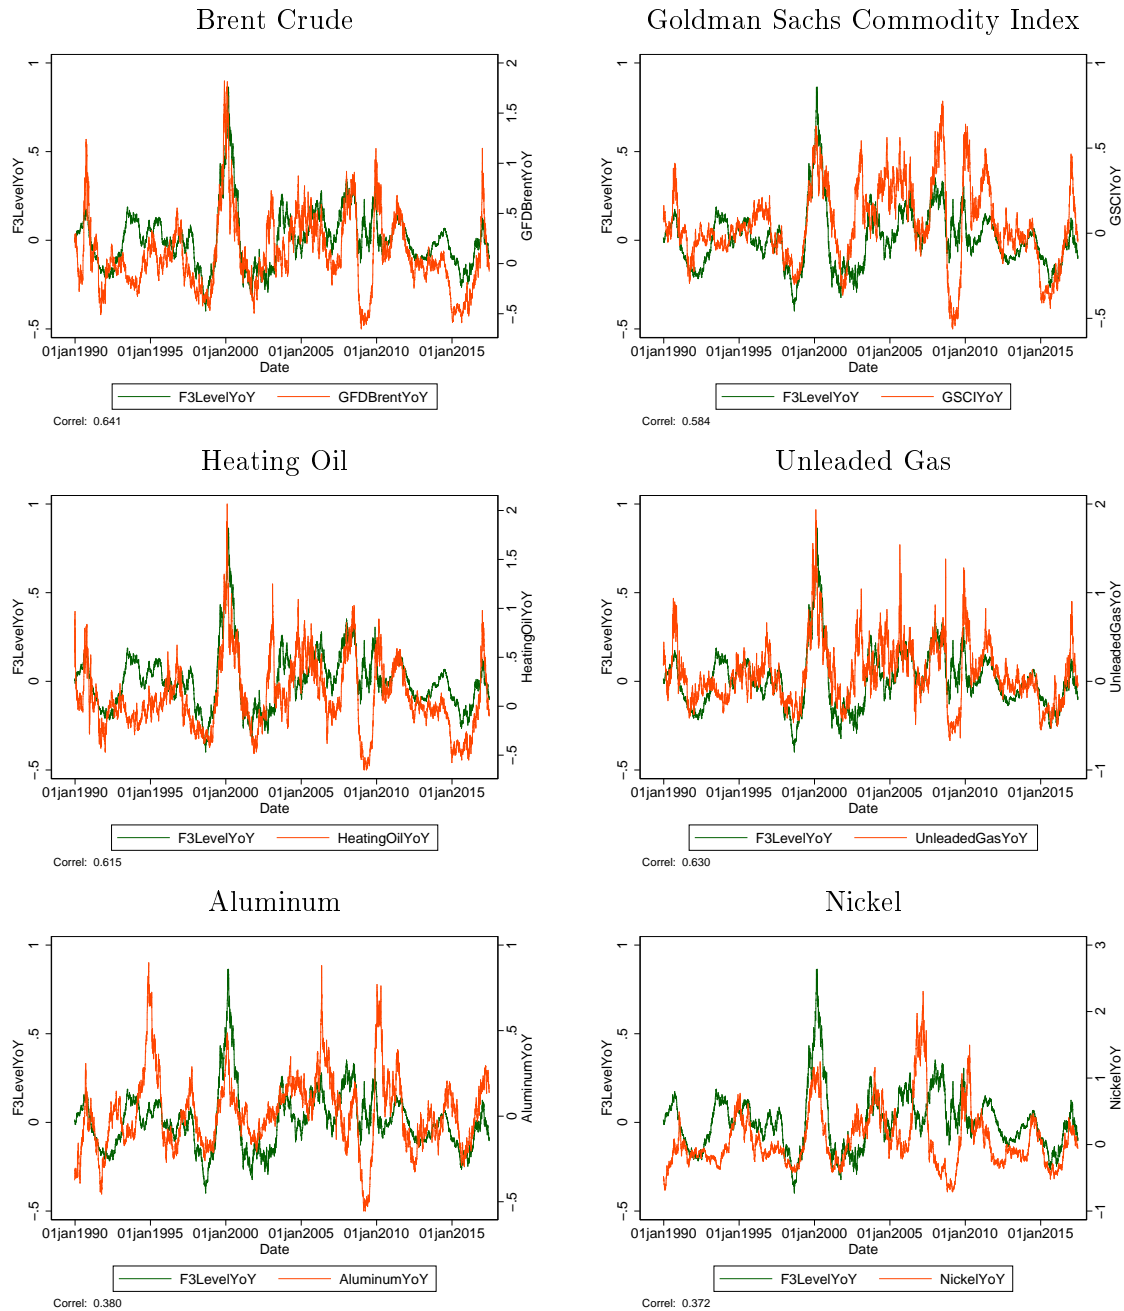 Brent Crude
1
.5
0
−.5
F3LevelYoY
2
1.5
1
.5
0
−.5
GFDBrentYoY
01jan1990 01jan1995 01jan2000 01jan2005 01jan2010 01jan2015
Date
F3LevelYoY GFDBrentYoY
Correl: 0.641
Goldman Sachs Commodity Index
1
.5
0
−.5
F3LevelYoY
1
.5
0
−.5
GSCIYoY
01jan1990 01jan1995 01jan2000 01jan2005 01jan2010 01jan2015
Date
F3LevelYoY GSCIYoY
Correl: 0.584
Heating Oil
1
.5
0
−.5
F3LevelYoY
2
1.5
1
.5
0
−.5
HeatingOilYoY
01jan1990 01jan1995 01jan2000 01jan2005 01jan2010 01jan2015
Date
F3LevelYoY HeatingOilYoY
Correl: 0.615
Unleaded Gas
1
.5
0
−.5
F3LevelYoY
2
1
0
−1
UnleadedGasYoY
01jan1990 01jan1995 01jan2000 01jan2005 01jan2010 01jan2015
Date
F3LevelYoY UnleadedGasYoY
Correl: 0.630
Aluminum
1
.5
0
−.5
F3LevelYoY
1
.5
0
−.5
AluminumYoY
01jan1990 01jan1995 01jan2000 01jan2005 01jan2010 01jan2015
Date
F3LevelYoY AluminumYoY
Correl: 0.380
Nickel
1
.5
0
−.5
F3LevelYoY
3
2
1
0
−1
NickelYoY
01jan1990 01jan1995 01jan2000 01jan2005 01jan2010 01jan2015
Date
F3LevelYoY NickelYoY
Correl: 0.372